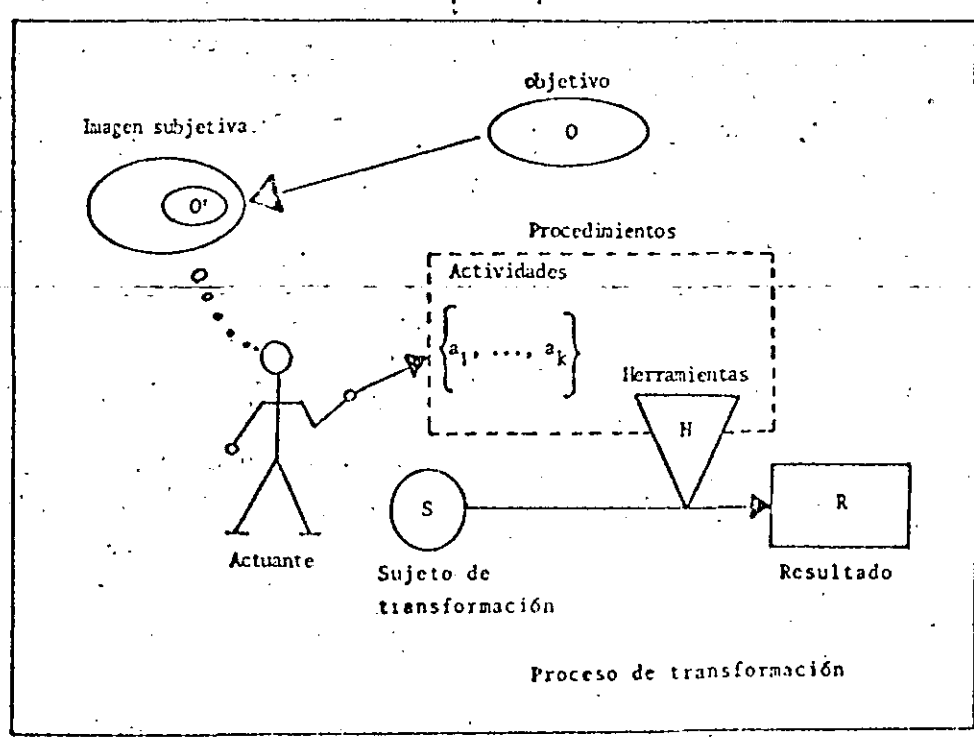 objetivo
Imagen subjetiva.
O
O'
Procedimientos
Actividades
{a1, ..., ak}
Herramientas
H
S
R
Actuante
Sujeto de
transformación
Resultado
Proceso de transformación